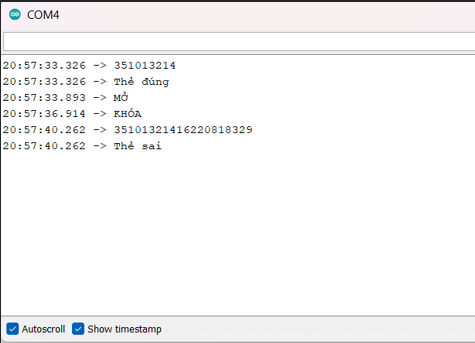 COM4
20:57:33.326 -> 351013214
20:57:33.326 -> Thẻ đúng
20:57:33.893 -> MỞ
20:57:36.914 -> KHÓA
20:57:40.262 -> 35101321416220818329
20:57:40.262 -> Thẻ sai
Autoscroll Show timestamp